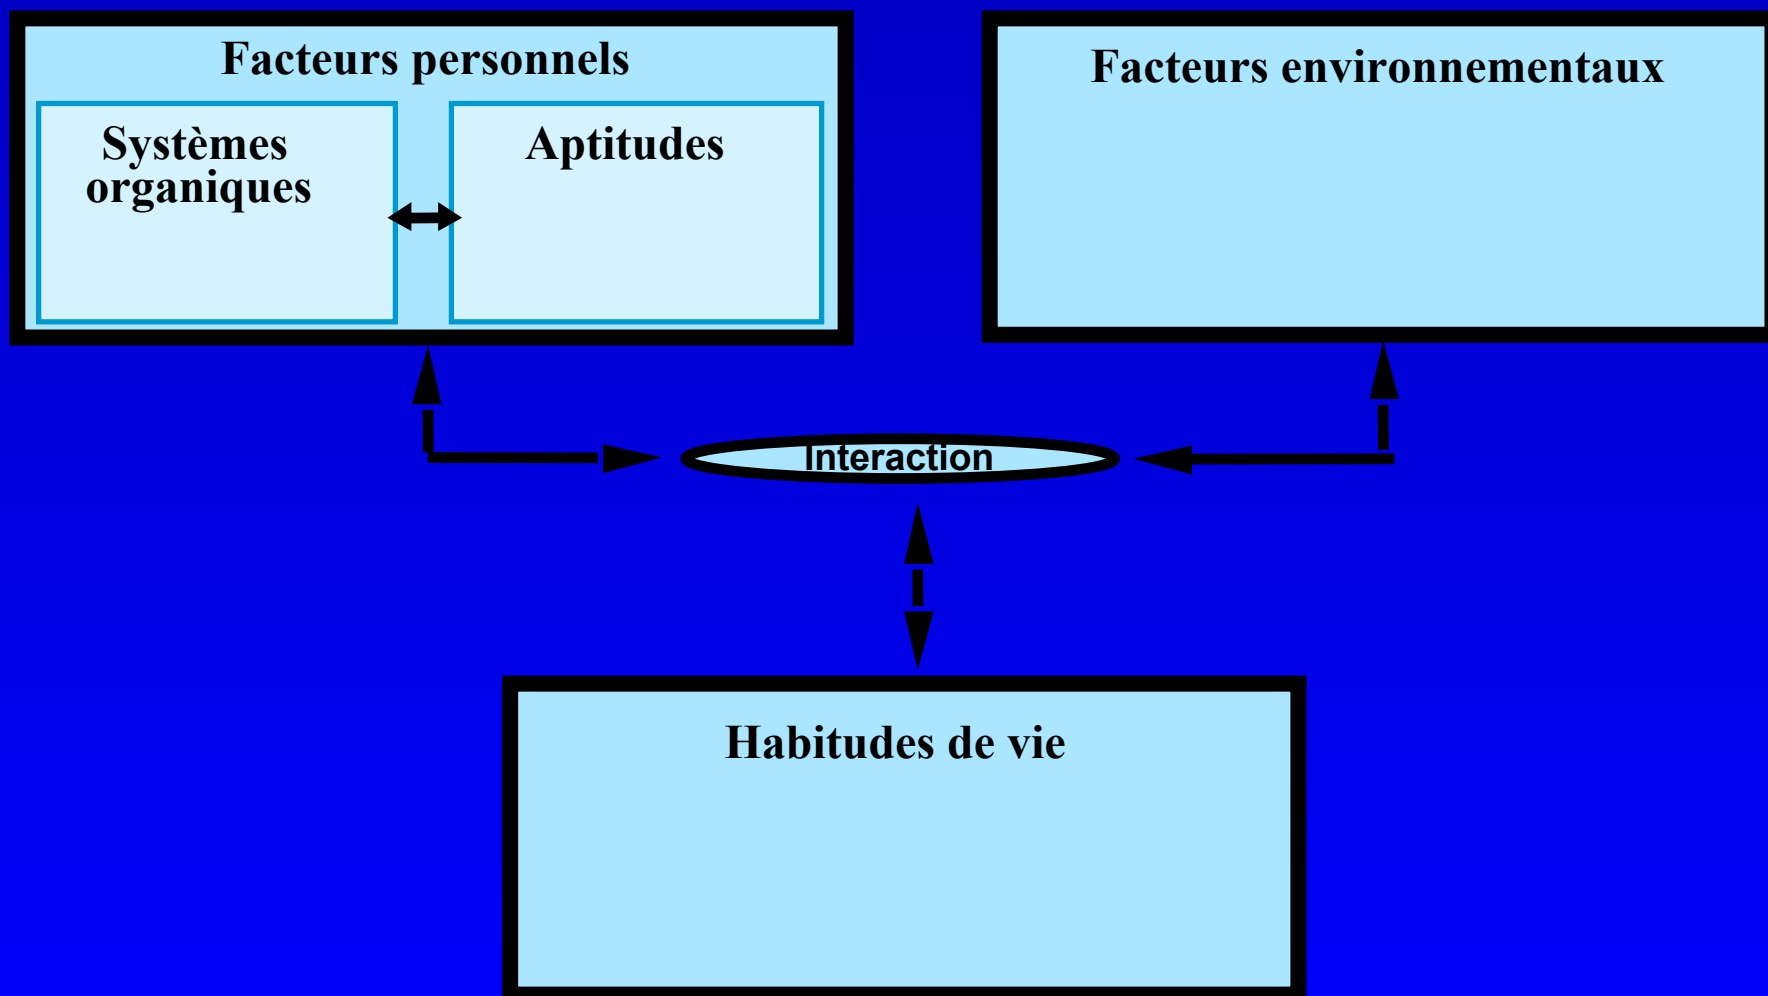 Facteurs personnels
Facteurs environnementaux
Systèmes
organiques
Aptitudes
Interaction
Habitudes de vie